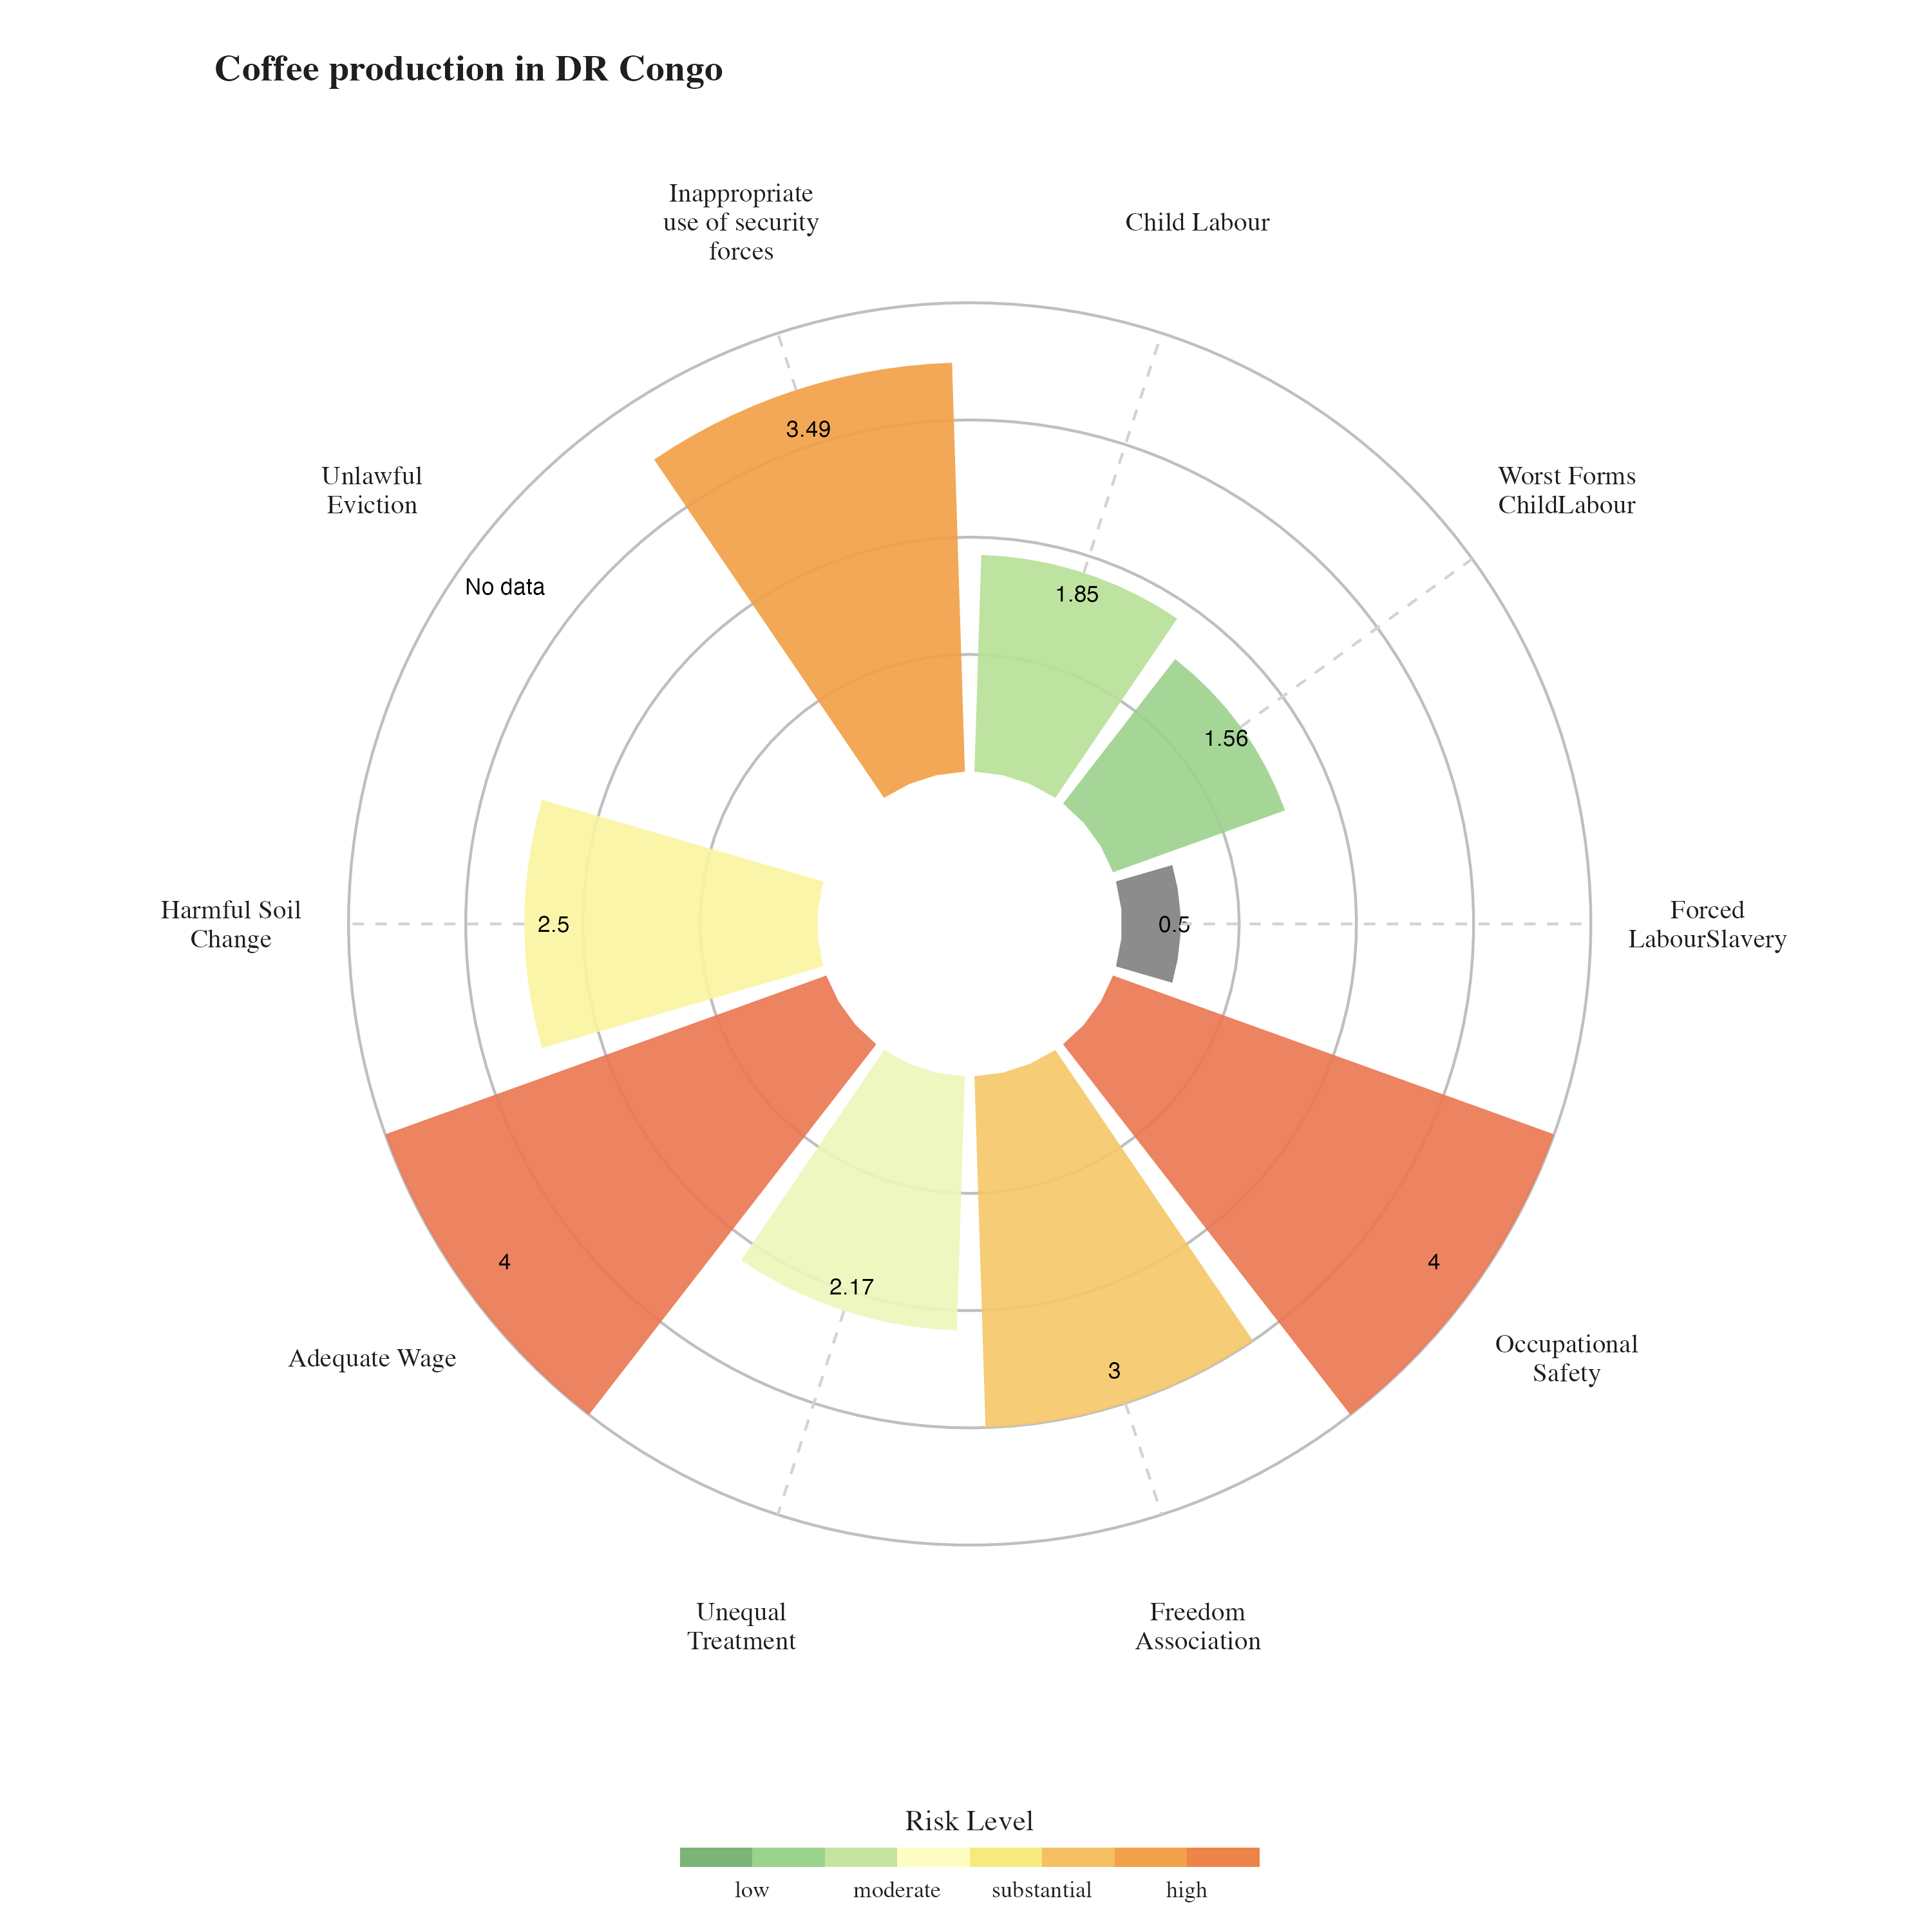 Coffee production in DR Congo
Inappropriate
use of security
forces
Child Labour
Unlawful
Eviction
Worst Forms
ChildLabour
3.49
No data
1.85
1.56
Harmful Soil
Change
2.5
0.5
Forced
LabourSlavery
4
4
2.17
3
Adequate Wage
Occupational
Safety
Unequal
Treatment
Freedom
Association
Risk Level
low
moderate
substantial
high